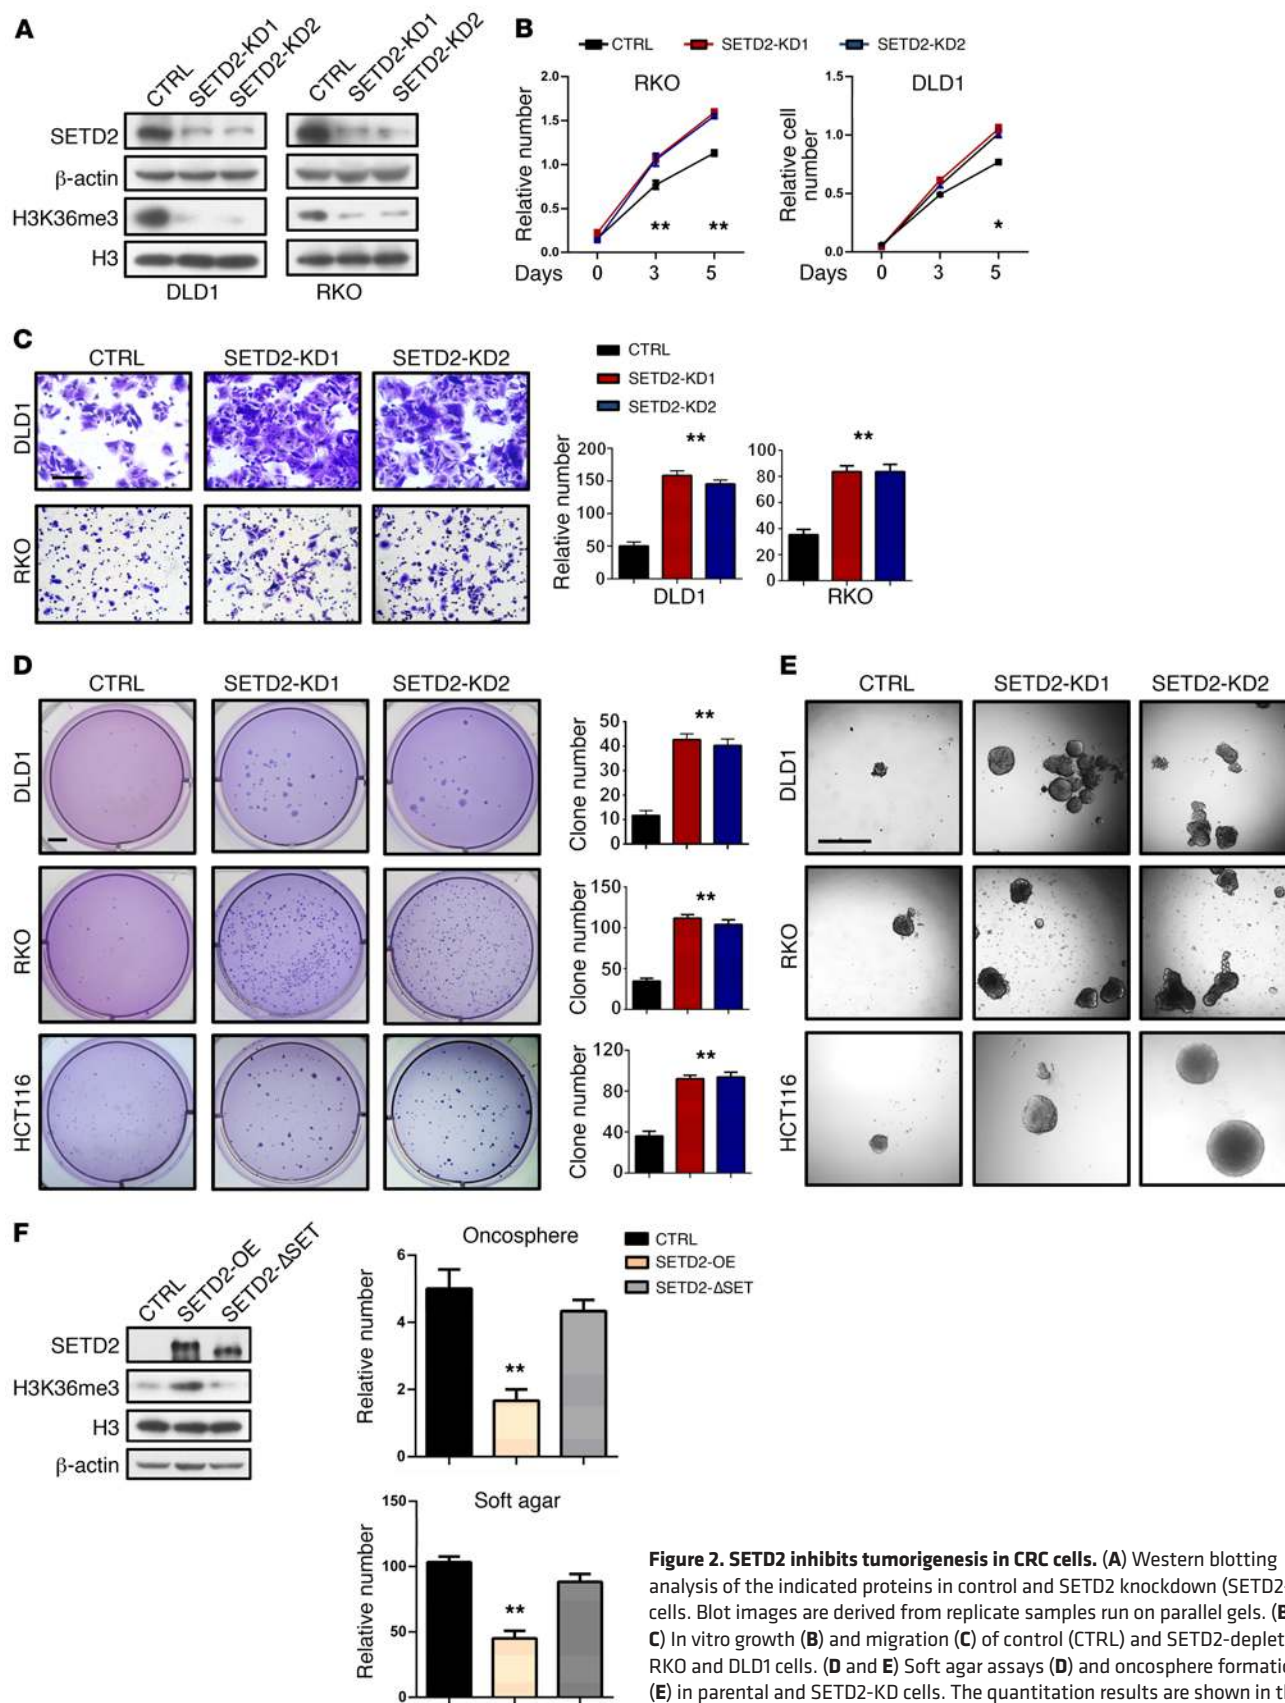 A
CTRL
SETD2-KD1
SETD2-KD2
CTRL
SETD2-KD1
SETD2-KD2
SETD2
β-actin
H3K36me3
H3
DLD1
RKO
B
CTRL
SETD2-KD1
SETD2-KD2
RKO
Relative number
2.0
1.5
1.0
0.5
0.0
** **
Days 0 3 5
DLD1
Relative cell
number
1.5
1.0
0.5
0.0
*
Days 0 3 5
C
CTRL SETD2-KD1 SETD2-KD2
DLD1
RKO
CTRL
SETD2-KD1
SETD2-KD2
Relative number
200
150
100
50
0
**
DLD1
100
80
60
40
20
0
**
RKO
D
CTRL SETD2-KD1 SETD2-KD2
DLD1
Clone number
50
40
30
20
10
0
**
RKO
Clone number
150
100
50
0
**
HCT116
Clone number
120
80
40
0
**
E
CTRL SETD2-KD1 SETD2-KD2
DLD1
RKO
HCT116
F
CTRL
SETD2-OE
SETD2-ΔSET
SETD2
H3K36me3
H3
β-actin
Oncosphere
Relative number
6
4
2
0
**
CTRL
SETD2-OE
SETD2-ΔSET
Soft agar
Relative number
150
100
50
0
**
Figure 2. SETD2 inhibits tumorigenesis in CRC cells. (A) Western blotting
analysis of the indicated proteins in control and SETD2 knockdown (SETD2-
cells. Blot images are derived from replicate samples run on parallel gels. (B
C) In vitro growth (B) and migration (C) of control (CTRL) and SETD2-deplet
RKO and DLD1 cells. (D and E) Soft agar assays (D) and oncosphere formatio
(E) in parental and SETD2-KD cells. The quantitation results are shown in t